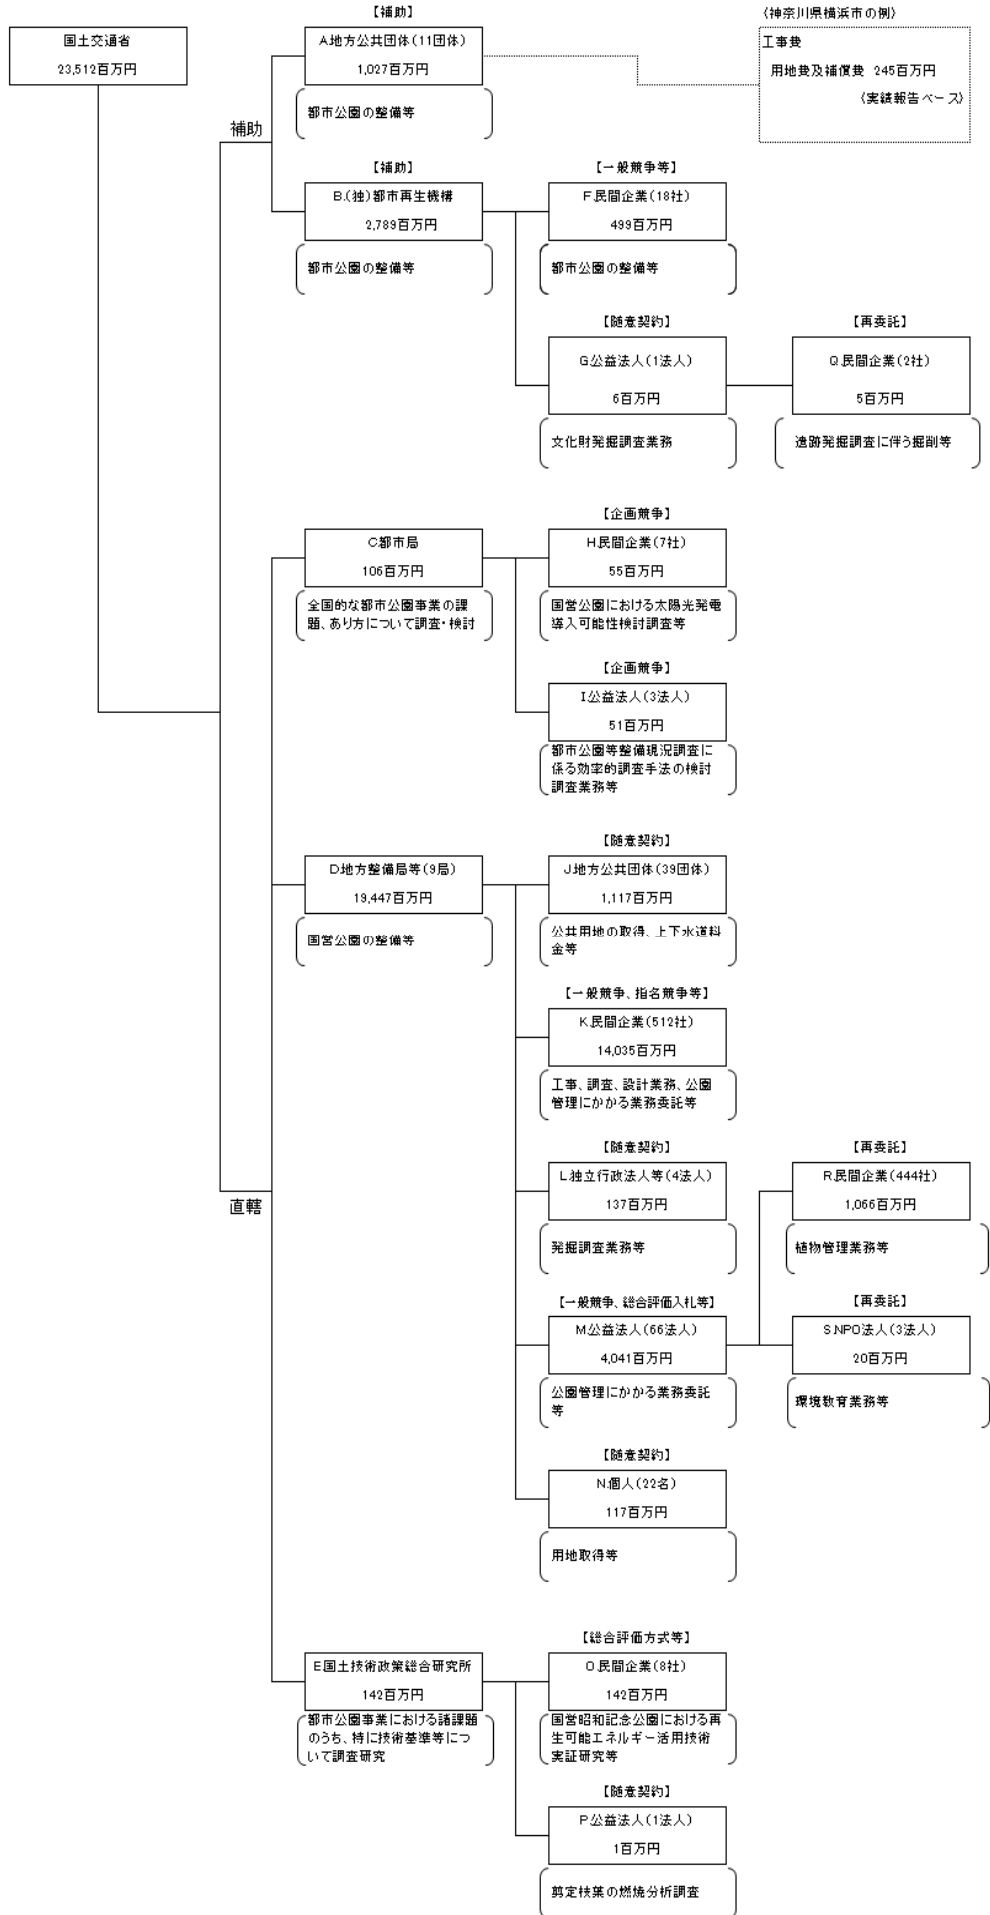 国土交通省
23,512百万円
補助
直轄
【補助】
A.地方公共団体(11団体)
1,027百万円
都市公園の整備等
〈神奈川県横浜市の例〉
工事費
用地費及補償費 245百万円
〈実績報告ベース〉
【補助】
B.(独)都市再生機構
2,789百万円
都市公園の整備等
【一般競争等】
F.民間企業(18社)
499百万円
都市公園の整備等
【随意契約】
G.公益法人(1法人)
6百万円
文化財発掘調査業務
【再委託】
Q.民間企業(2社)
5百万円
遺跡発掘調査に伴う掘削等
C.都市局
106百万円
全国的な都市公園事業の課
題、あり方について調査・検討
【企画競争】
H.民間企業(7社)
55百万円
国営公園における太陽光発電
導入可能性検討調査等
【企画競争】
I.公益法人(3法人)
51百万円
都市公園等整備現況調査に
係る効率的調査手法の検討
調査業務等
D.地方整備局等(9局)
19,447百万円
国営公園の整備等
【随意契約】
J.地方公共団体(39団体)
1,117百万円
公共用地の取得、上下水道料
金等
【一般競争、指名競争等】
K.民間企業(512社)
14,035百万円
工事、調査、設計業務、公園
管理にかかる業務委託等
【随意契約】
L.独立行政法人等(4法人)
137百万円
発掘調査業務等
【再委託】
R.民間企業(444社)
1,066百万円
植物管理業務等
【一般競争、総合評価入札等】
M.公益法人(66法人)
4,041百万円
公園管理にかかる業務委託
等
【再委託】
S.NPO法人(3法人)
20百万円
環境教育業務等
【随意契約】
N.個人(22名)
117百万円
用地取得等
E.国土技術政策総合研究所
142百万円
都市公園事業における諸課題
のうち、特に技術基準等につ
いて調査研究
【総合評価方式等】
O.民間企業(8社)
142百万円
国営昭和記念公園における再
生可能エネルギー活用技術
実証研究等
【随意契約】
P.公益法人(1法人)
1百万円
剪定枝葉の燃焼分析調査